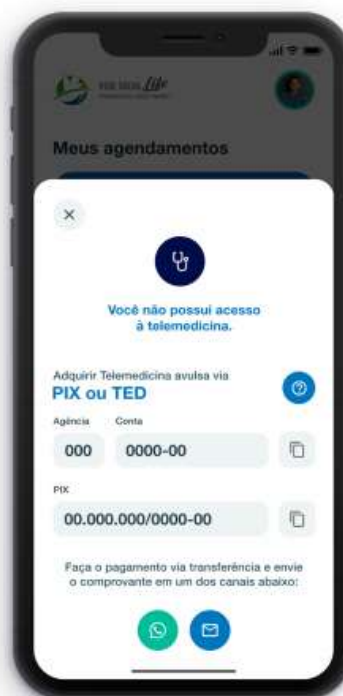 Life
Meus agendamentos
Você não possui acesso
à telemedicina.
Adquirir Telemedicina avulsa via
PIX ou TED
Agência Conta
000 0000-00
PIX
00.000.000/0000-00
Faça o pagamento via transferência e envie
o comprovante em um dos canais abaixo: